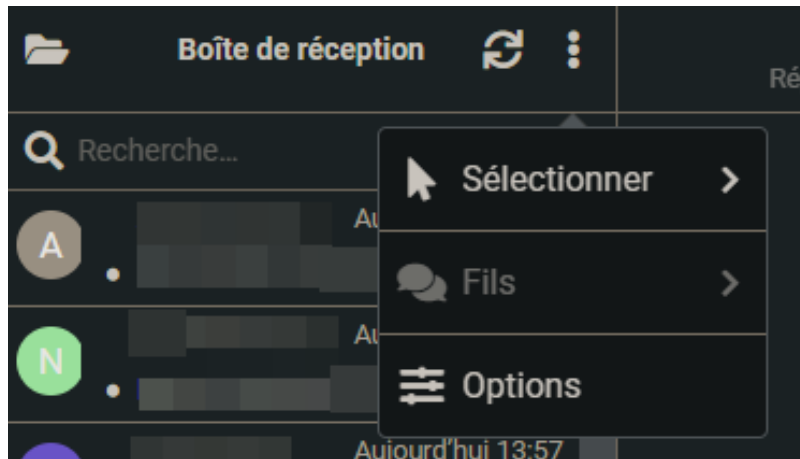 Boîte de réception
Ré
Recherche...
Sélectionner
A
Au
Fils
N
Au
Options
Aujourd'hui 13:57